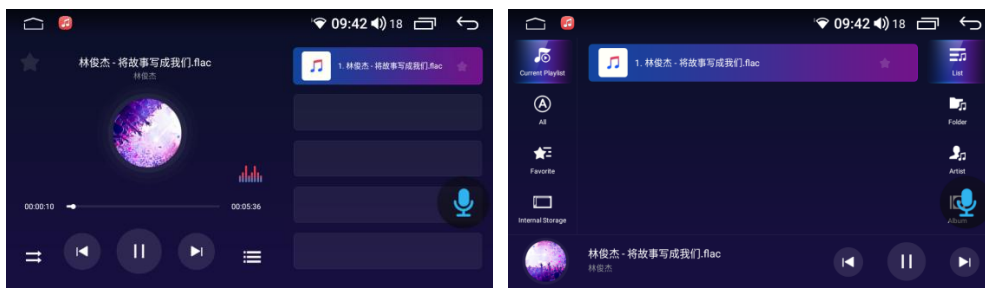 09:42 18
林俊杰 - 将故事写成我们.flac
林俊杰
00:00:10
00:05:36
1. 林俊杰 - 将故事写成我们.flac
09:42 18
Current Playlist
A
All
Favorite
Internal Storage
1. 林俊杰 - 将故事写成我们.flac
List
Folder
Artist
Album
林俊杰 - 将故事写成我们.flac
林俊杰